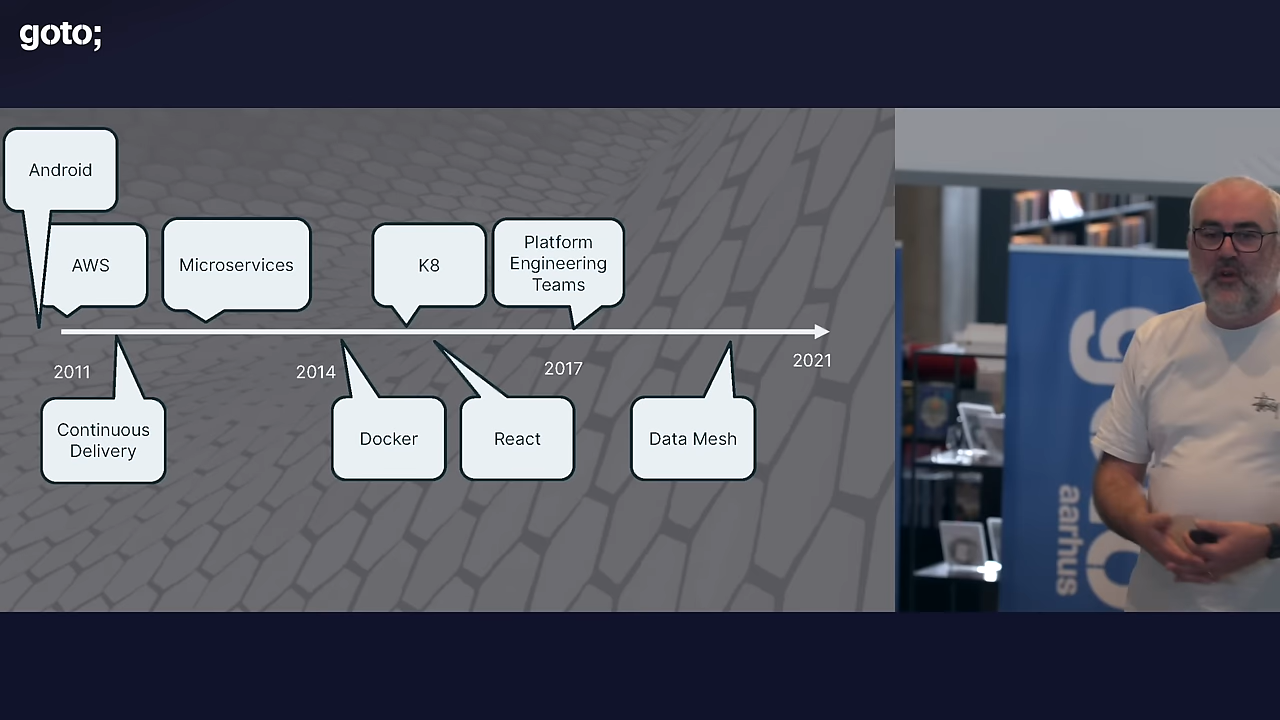 goto;
Android
AWS
Microservices
K8
Platform
Engineering
Teams
2011
2014
2017
2021
Continuous
Delivery
Docker
React
Data Mesh
aarhus